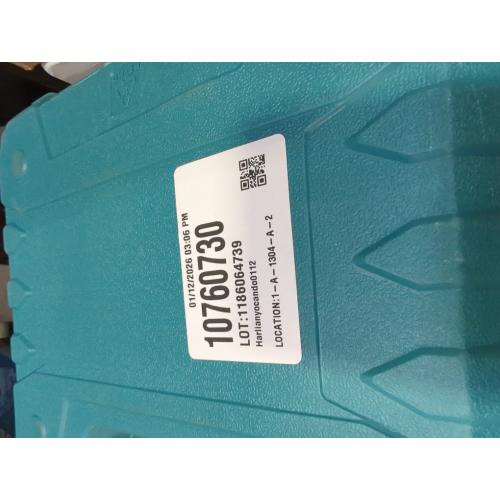 01/12/2026 03:06 PM
10760730
LOT:1186064739
Harlianyocando0112
LOCATION:1-A-1304-A-2